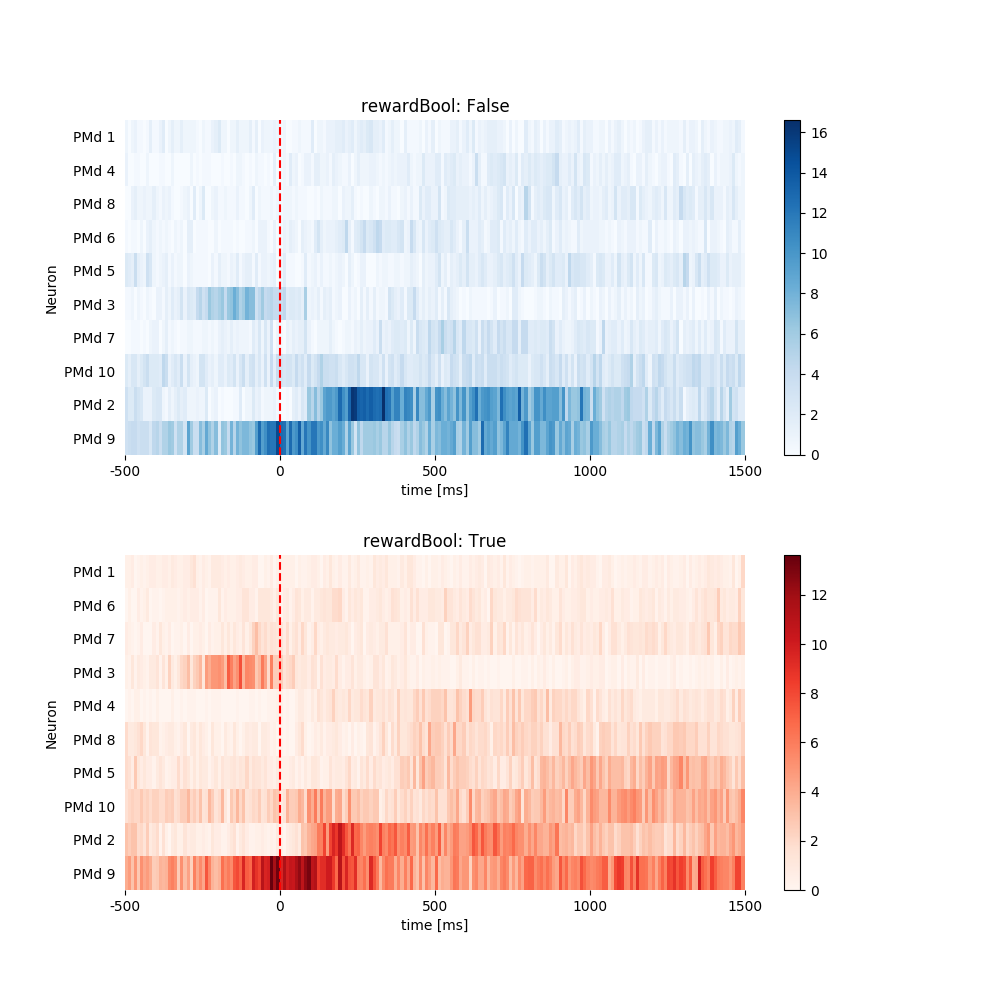 rewardBool: False
PMd 1
PMd 4
PMd 8
PMd 6
PMd 5
PMd 3
PMd 7
PMd 10
PMd 2
PMd 9
Neuron
-500 0 500 1000 1500
time [ms]
16
14
12
10
8
6
4
2
0
rewardBool: True
PMd 1
PMd 6
PMd 7
PMd 3
PMd 4
PMd 8
PMd 5
PMd 10
PMd 2
PMd 9
Neuron
-500 0 500 1000 1500
time [ms]
12
10
8
6
4
2
0